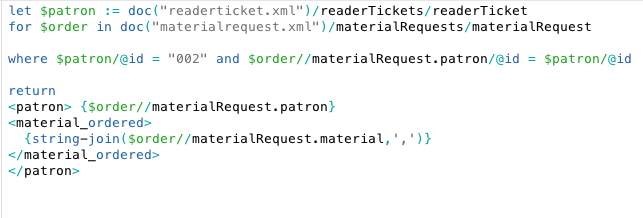 let $patron := doc("readerticket.xml")/readerTickets/readerTicket
for $order in doc("materialrequest.xml")/materialRequests/materialRequest
where $patron/@id = "002" and $order//materialRequest.patron/@id = $patron/@id
return
<patron> {$order//materialRequest.patron}
<material_ordered>
{string-join($order//materialRequest.material,',')}
</material_ordered>
</patron>